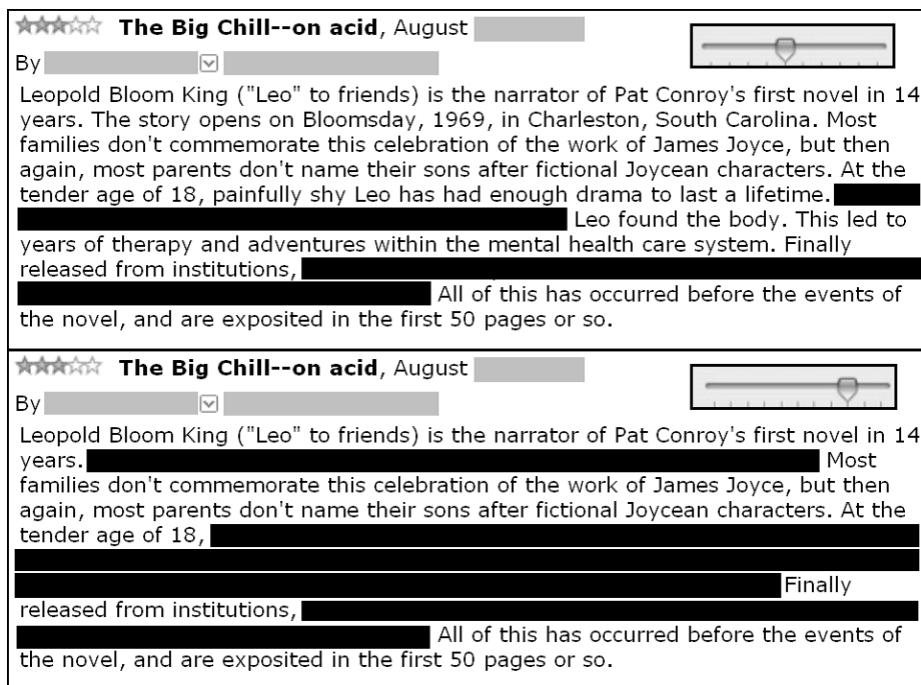 The Big Chill--on acid, August
By
Leopold Bloom King ("Leo" to friends) is the narrator of Pat Conroy's first novel in 14
years. The story opens on Bloomsday, 1969, in Charleston, South Carolina. Most
families don't commemorate this celebration of the work of James Joyce, but then
again, most parents don't name their sons after fictional Joycean characters. At the
tender age of 18, painfully shy Leo has had enough drama to last a lifetime.
Leo found the body. This led to
years of therapy and adventures within the mental health care system. Finally
released from institutions,
All of this has occurred before the events of
the novel, and are exposited in the first 50 pages or so.
The Big Chill--on acid, August
By
Leopold Bloom King ("Leo" to friends) is the narrator of Pat Conroy's first novel in 14
years. Most
families don't commemorate this celebration of the work of James Joyce, but then
again, most parents don't name their sons after fictional Joycean characters. At the
tender age of 18,
Finally
released from institutions,
All of this has occurred before the events of
the novel, and are exposited in the first 50 pages or so.